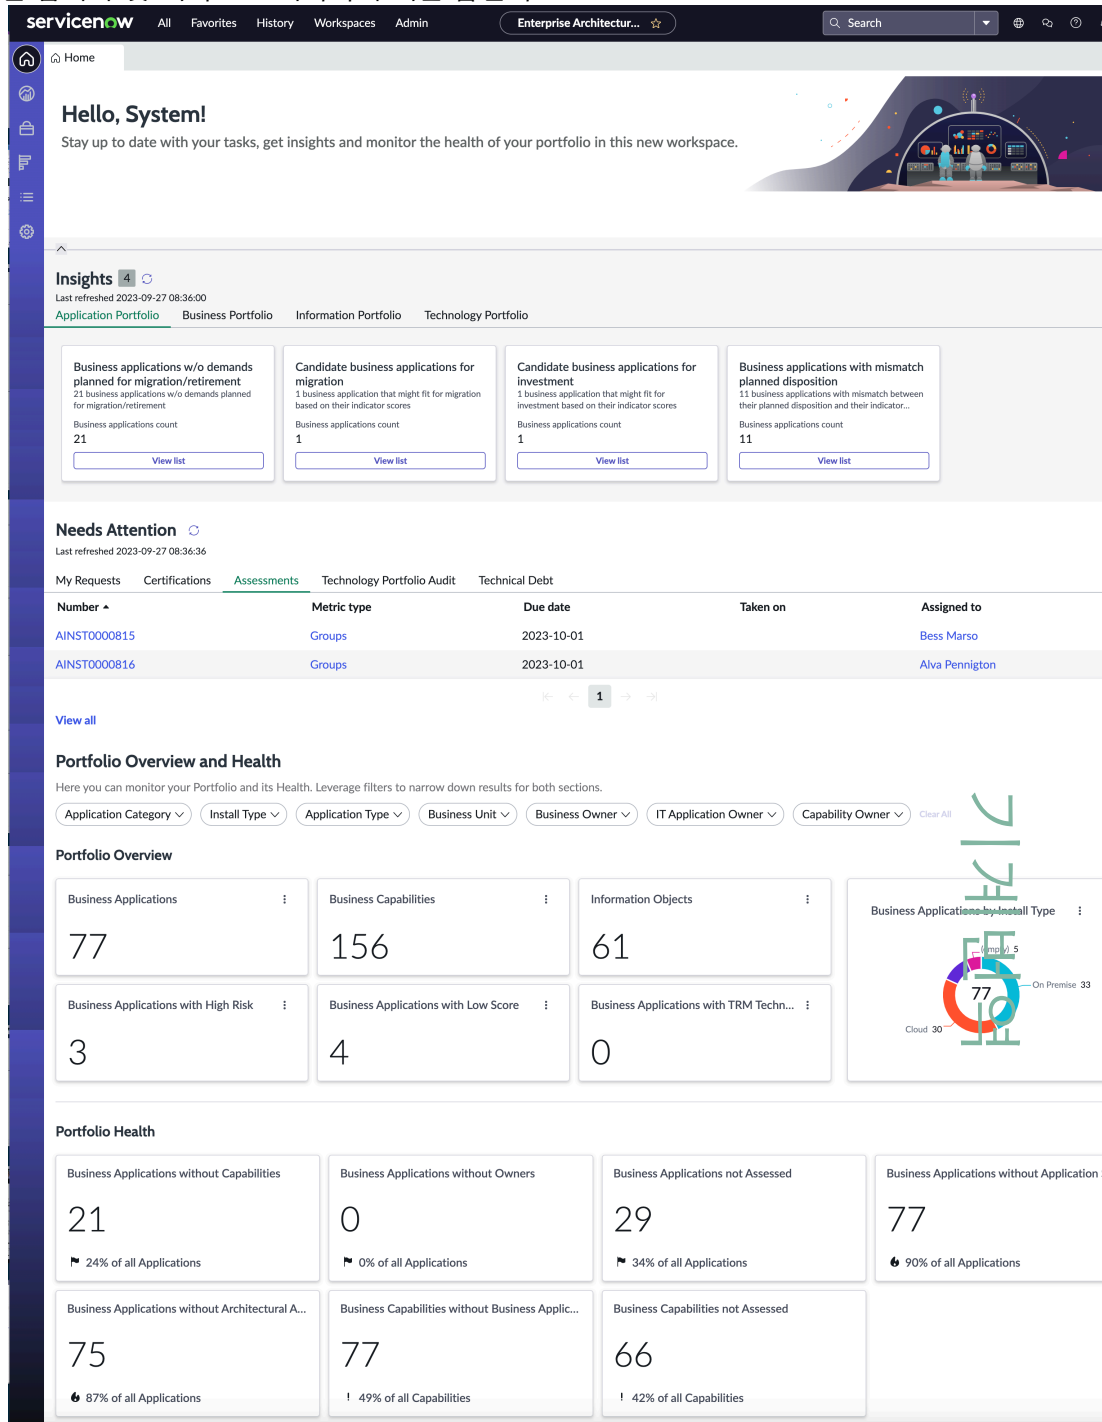 servicenow All Favorites History Workspaces Admin Enterprise Architectur... Search
Home
Hello, System!
Stay up to date with your tasks, get insights and monitor the health of your portfolio in this new workspace.
Insights 4
Last refreshed 2023-09-27 08:36:00
Application Portfolio Business Portfolio Information Portfolio Technology Portfolio
Business applications w/o demands planned for migration/retirement
21 business applications w/o demands planned for migration/retirement
Business applications count
21
View list
Candidate business applications for migration
1 business application that might fit for migration based on their indicator scores
Business applications count
1
View list
Candidate business applications for investment
1 business application that might fit for investment based on their indicator scores
Business applications count
1
View list
Business applications with mismatch planned disposition
11 business applications with mismatch between their planned disposition and their indicator...
Business applications count
11
View list
Needs Attention
Last refreshed 2023-09-27 08:36:36
My Requests Certifications Assessments Technology Portfolio Audit Technical Debt
Number Metric type Due date Taken on Assigned to
AINST0000815 Groups 2023-10-01 Bess Marso
AINST0000816 Groups 2023-10-01 Alva Pennigton
1
View all
Portfolio Overview and Health
Here you can monitor your Portfolio and its Health. Leverage filters to narrow down results for both sections.
Application Category Install Type Application Type Business Unit Business Owner IT Application Owner Capability Owner Clear All
Portfolio Overview
Business Applications
77
Business Capabilities
156
Information Objects
61
Business Applications by Install Type
(empty) 5
77
On Premise 33
Cloud 30
기계번역
Business Applications with High Risk
3
Business Applications with Low Score
4
Business Applications with TRM Techn...
0
Portfolio Health
Business Applications without Capabilities
21
24% of all Applications
Business Applications without Owners
0
0% of all Applications
Business Applications not Assessed
29
34% of all Applications
Business Applications without Application
77
90% of all Applications
Business Applications without Architectural A...
75
87% of all Applications
Business Capabilities without Business Applic...
77
49% of all Capabilities
Business Capabilities not Assessed
66
42% of all Capabilities